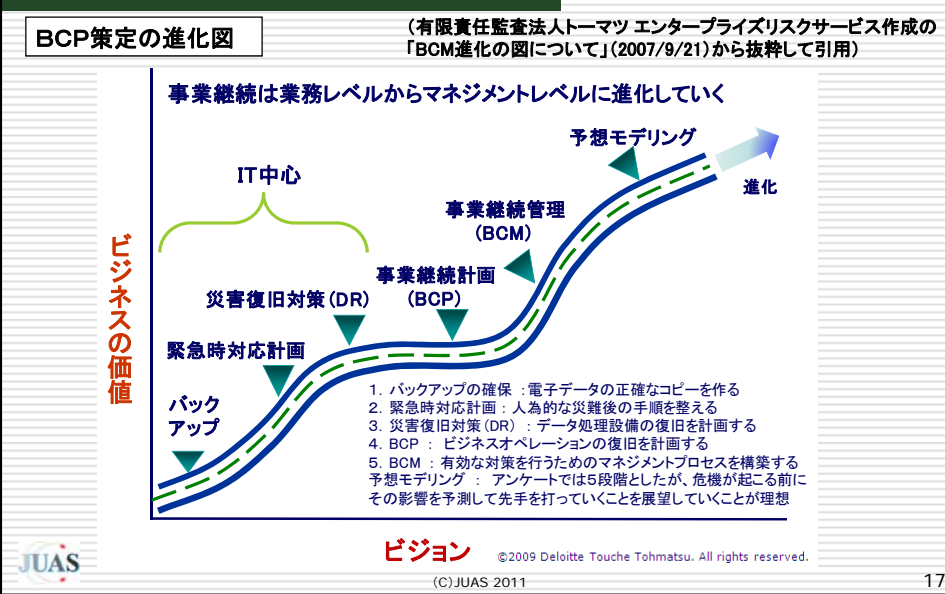 BCP策定の進化図
(有限責任監査法人トーマツ エンタープライズリスクサービス作成の
「BCM進化の図について」(2007/9/21)から抜粋して引用)
事業継続は業務レベルからマネジメントレベルに進化していく
予想モデリング
進化
IT中心
事業継続管理
(BCM)
事業継続計画
(BCP)
災害復旧対策(DR)
緊急時対応計画
バック
アップ
ビジネスの価値
1. バックアップの確保 :電子データの正確なコピーを作る
2. 緊急時対応計画: 人為的な災難後の手順を整える
3. 災害復旧対策(DR) : データ処理設備の復旧を計画する
4. BCP : ビジネスオペレーションの復旧を計画する
5. BCM : 有効な対策を行うためのマネジメントプロセスを構築する
予想モデリング : アンケートでは5段階としたが、危機が起こる前に
その影響を予測して先手を打っていくことを展望していくことが理想
ビジョン
©2009 Deloitte Touche Tohmatsu. All rights reserved.
JUAS
(C)JUAS 2011
17